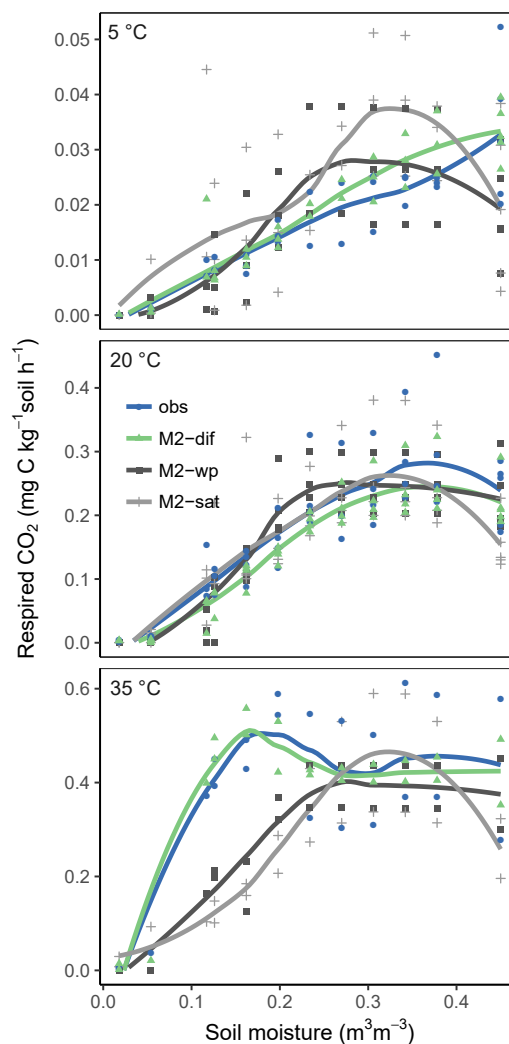 5 °C
0.05
0.04
0.03
0.02
0.01
0.00
20 °C
0.4
0.3
0.2
0.1
0.0
obs
M2−dif
M2−wp
M2−sat
Respired CO₂ (mg C kg⁻¹soil h⁻¹)
35 °C
0.6
0.4
0.2
0.0
0.0 0.1 0.2 0.3 0.4
Soil moisture (m³m⁻³)